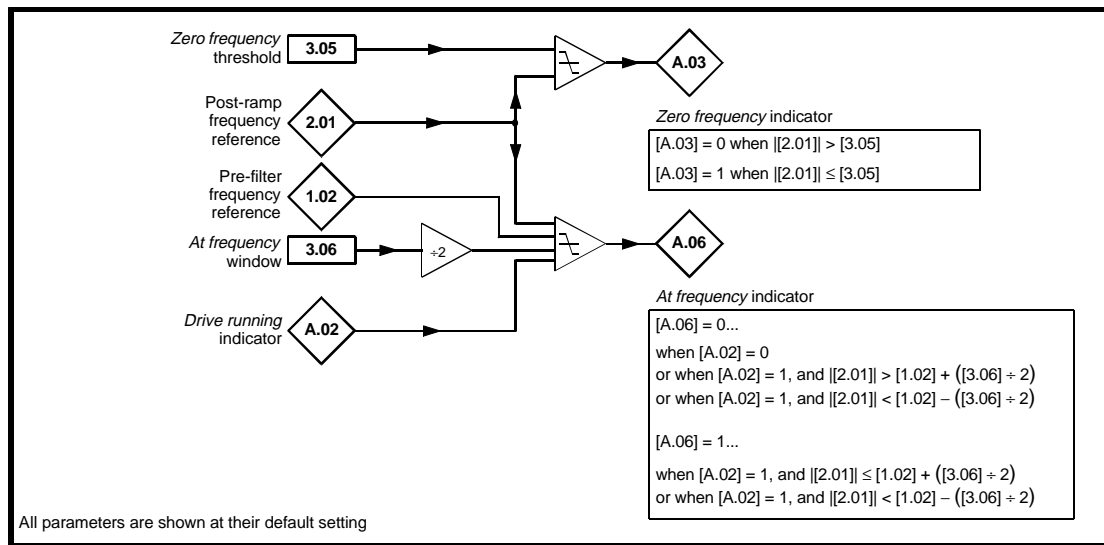 Zero frequency
threshold
3.05
A.03
Post-ramp
frequency
reference
2.01
Zero frequency indicator
[A.03] = 0 when |[2.01]| > [3.05]
[A.03] = 1 when |[2.01]| ≤ [3.05]
Pre-filter
frequency
reference
1.02
At frequency
window
3.06
÷2
A.06
At frequency indicator
Drive running
indicator
A.02
[A.06] = 0...
when [A.02] = 0
or when [A.02] = 1, and |[2.01]| > [1.02] + ([3.06] ÷ 2)
or when [A.02] = 1, and |[2.01]| < [1.02] − ([3.06] ÷ 2)
[A.06] = 1...
when [A.02] = 1, and |[2.01]| ≤ [1.02] + ([3.06] ÷ 2)
or when [A.02] = 1, and |[2.01]| < [1.02] − ([3.06] ÷ 2)
All parameters are shown at their default setting